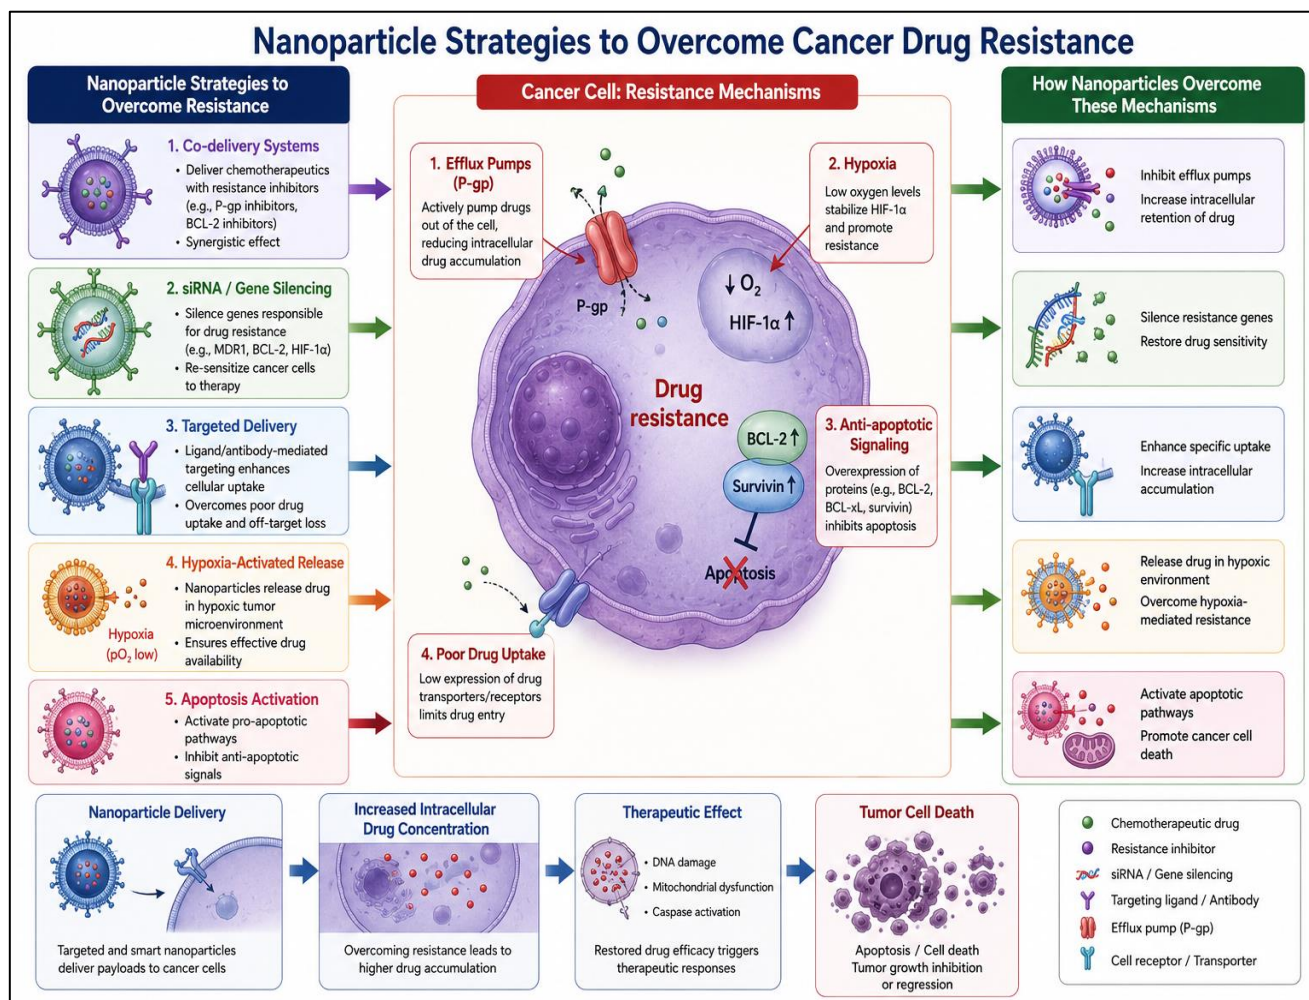 Nanoparticle Strategies to Overcome Cancer Drug Resistance
Nanoparticle Strategies to
Overcome Resistance
1. Co-delivery Systems
• Deliver chemotherapeutics
with resistance inhibitors
(e.g., P-gp inhibitors,
BCL-2 inhibitors)
• Synergistic effect
2. siRNA / Gene Silencing
• Silence genes responsible
for drug resistance
(e.g., MDR1, BCL-2, HIF-1α)
• Re-sensitize cancer cells
to therapy
3. Targeted Delivery
• Ligand/antibody-mediated
targeting enhances
cellular uptake
• Overcomes poor drug
uptake and off-target loss
4. Hypoxia-Activated Release
• Nanoparticles release drug
in hypoxic tumor
microenvironment
• Ensures effective drug
availability
Hypoxia
(pO₂ low)
5. Apoptosis Activation
• Activate pro-apoptotic
pathways
• Inhibit anti-apoptotic
signals
Cancer Cell: Resistance Mechanisms
1. Efflux Pumps
(P-gp)
Actively pump drugs
out of the cell,
reducing intracellular
drug accumulation
P-gp
2. Hypoxia
Low oxygen levels
stabilize HIF-1α
and promote
resistance
↓ O₂
HIF-1α ↑
Drug
resistance
BCL-2 ↑
Survivin ↑
Apoptosis
3. Anti-apoptotic
Signaling
Overexpression of
proteins (e.g., BCL-2,
BCL-xL, survivin)
inhibits apoptosis
4. Poor Drug Uptake
Low expression of drug
transporters/receptors
limits drug entry
How Nanoparticles Overcome
These Mechanisms
Inhibit efflux pumps
Increase intracellular
retention of drug
Silence resistance genes
Restore drug sensitivity
Enhance specific uptake
Increase intracellular
accumulation
Release drug in hypoxic
environment
Overcome hypoxia-
mediated resistance
Activate apoptotic
pathways
Promote cancer cell
death
Nanoparticle Delivery
Targeted and smart nanoparticles
deliver payloads to cancer cells
Increased Intracellular
Drug Concentration
Overcoming resistance leads to
higher drug accumulation
Therapeutic Effect
• DNA damage
• Mitochondrial dysfunction
• Caspase activation
Restored drug efficacy triggers
therapeutic responses
Tumor Cell Death
Apoptosis / Cell death
Tumor growth inhibition
or regression
Chemotherapeutic drug
Resistance inhibitor
siRNA / Gene silencing
Targeting ligand / Antibody
Efflux pump (P-gp)
Cell receptor / Transporter